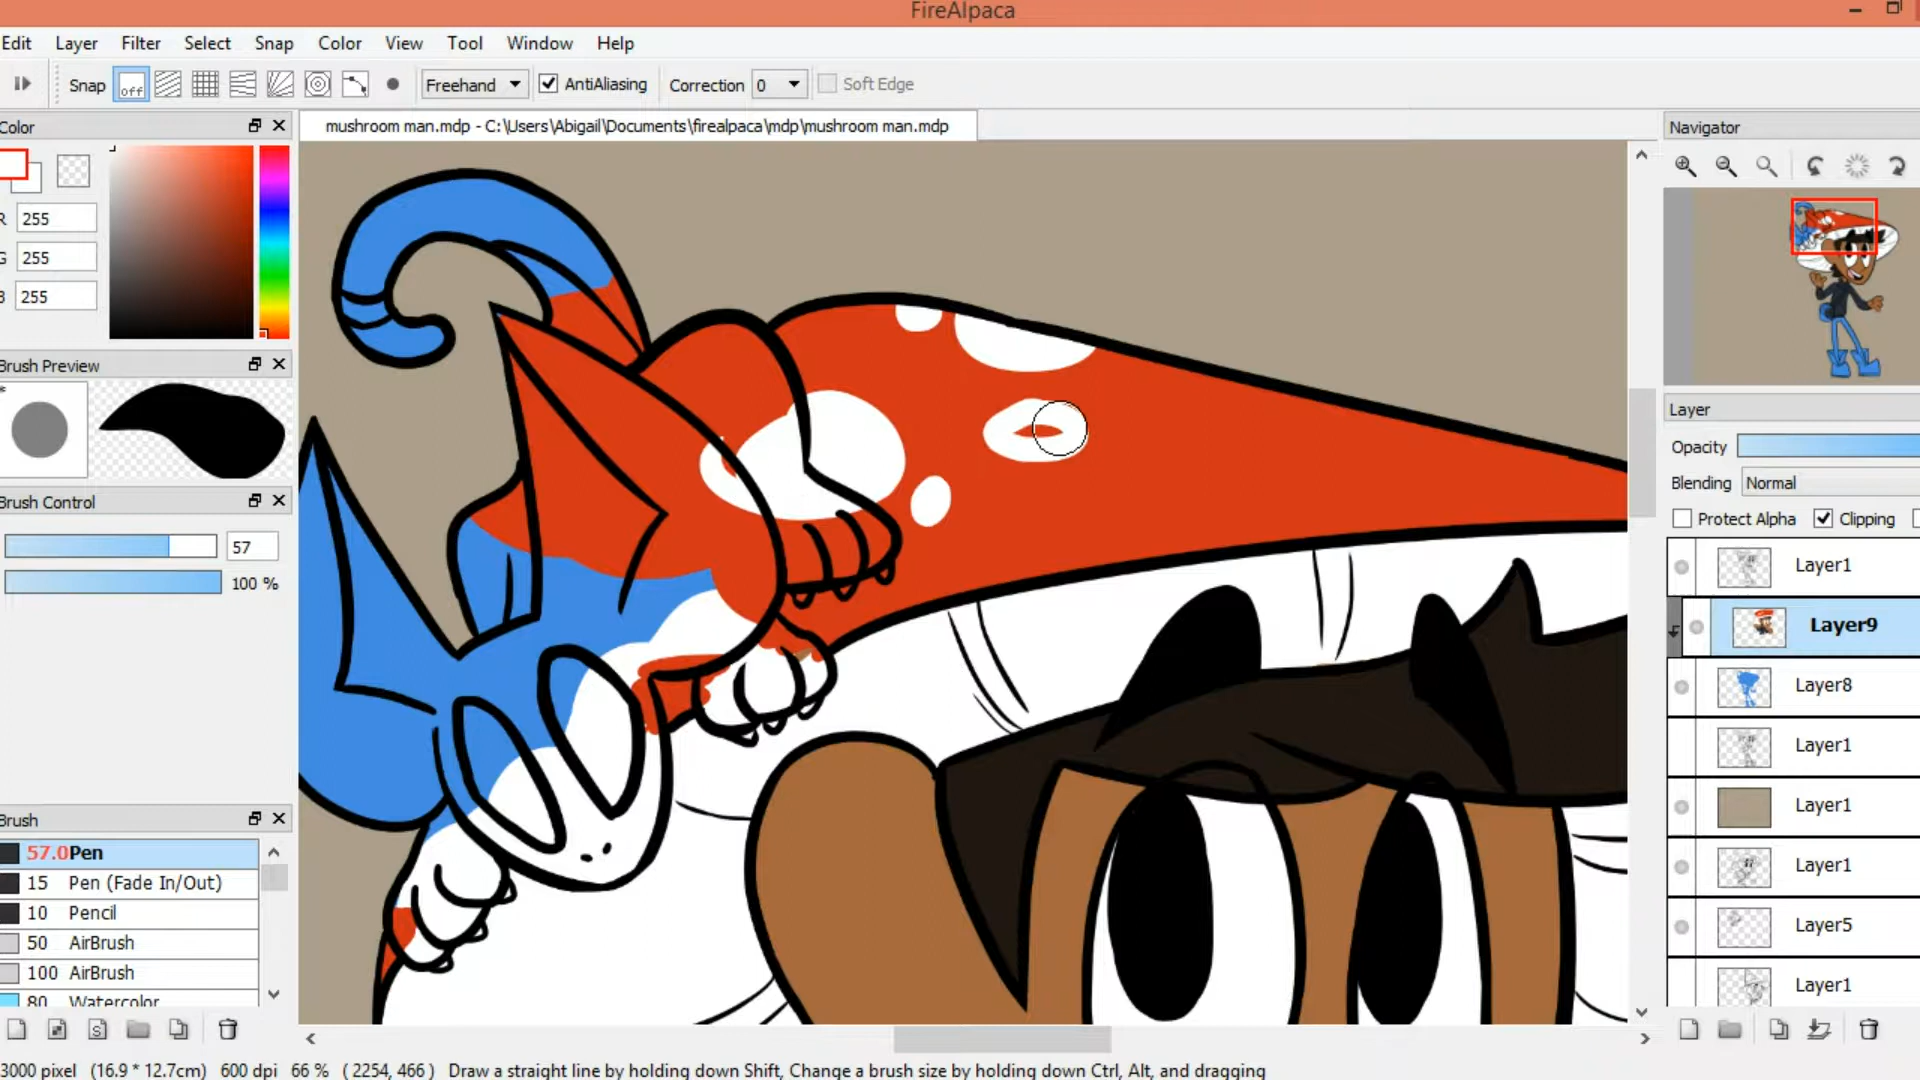 FireAlpaca
Edit Layer Filter Select Snap Color View Tool Window Help
Snap off Freehand AntiAliasing Correction 0 Soft Edge
Color
mushroom man.mdp - C:\Users\Abigail\Documents\firealpaca\mdp\mushroom man.mdp
Navigator
R 255
G 255
B 255
Brush Preview
Brush Control
57
100 %
Brush
57.0 Pen
15 Pen (Fade In/Out)
10 Pencil
50 AirBrush
100 AirBrush
80 Watercolor
Layer
Opacity
Blending Normal
Protect Alpha Clipping
Layer1
Layer9
Layer8
Layer1
Layer1
Layer1
Layer5
Layer1
3000 pixel (16.9 * 12.7cm) 600 dpi 66 % ( 2254, 466 ) Draw a straight line by holding down Shift, Change a brush size by holding down Ctrl, Alt, and dragging